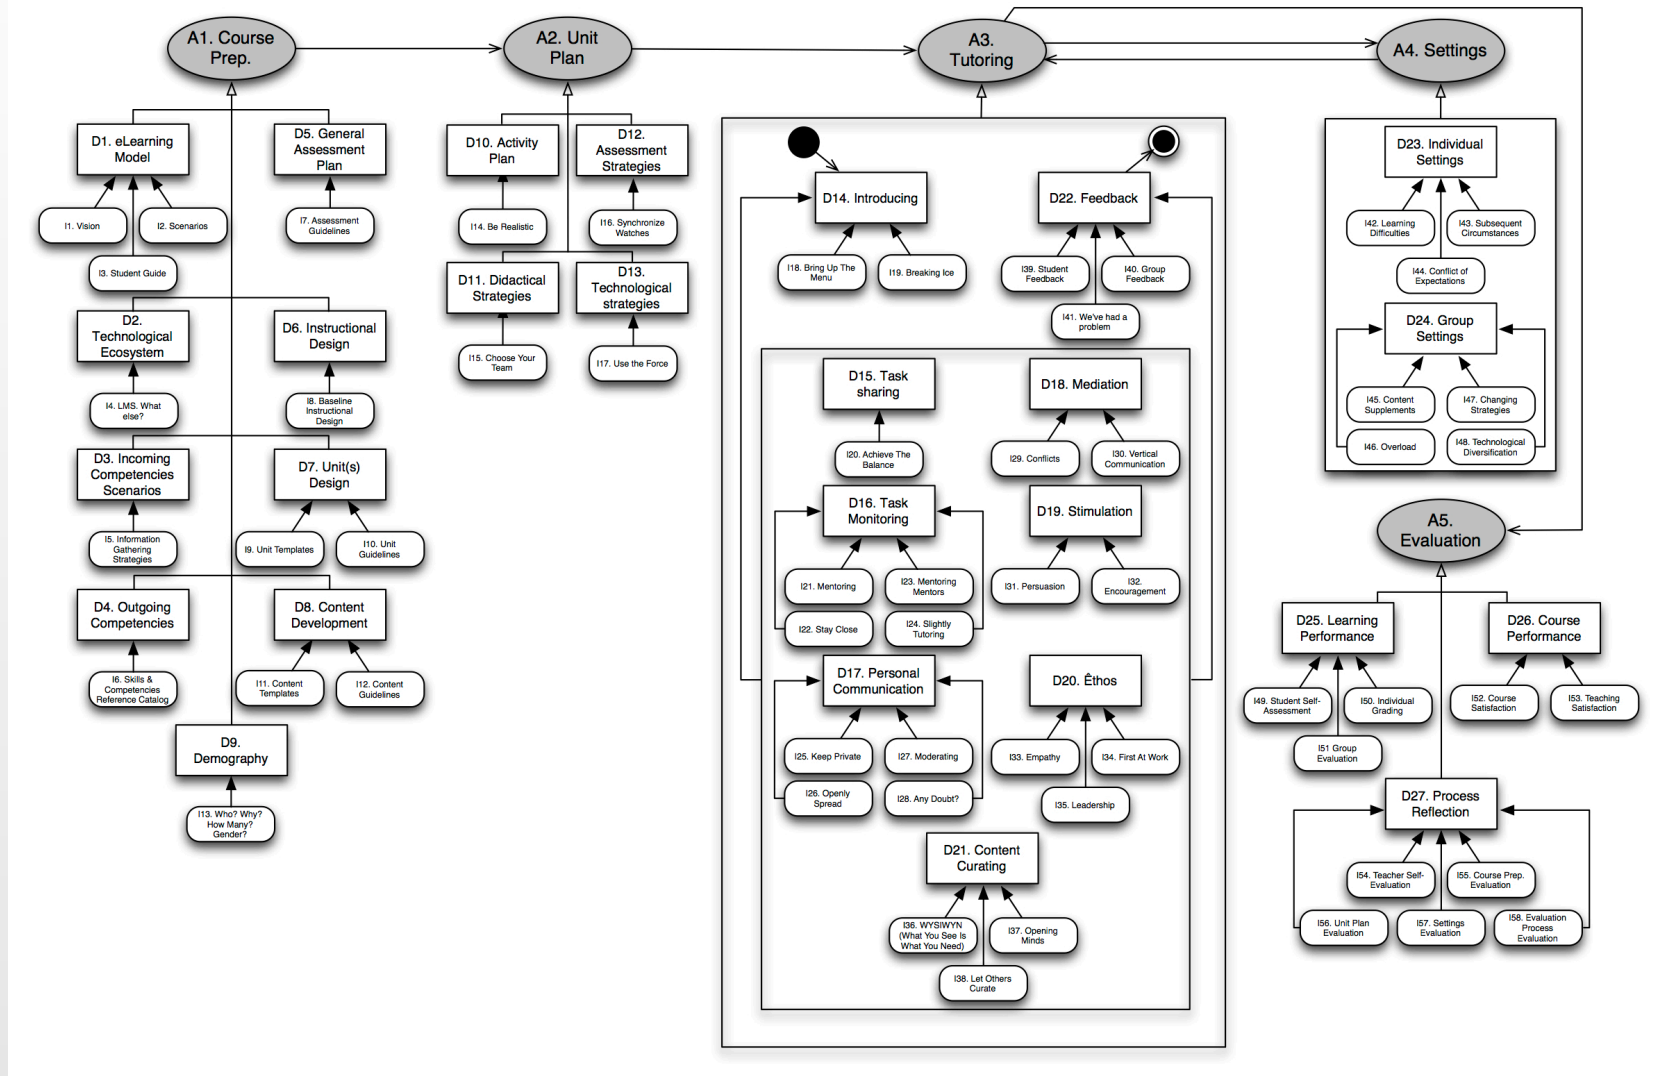 A1. Course
Prep.
A2. Unit
Plan
A3.
Tutoring
A4. Settings
D1. eLearning
Model
D5. General
Assessment
Plan
I1. Vision
I2. Scenarios
I3. Student Guide
I7. Assessment
Guidelines
D2.
Technological
Ecosystem
D6. Instructional
Design
I4. LMS. What
else?
I8. Baseline
Instructional
Design
D3. Incoming
Competencies
Scenarios
D7. Unit(s)
Design
I5. Information
Gathering
Strategies
I9. Unit Templates
I10. Unit
Guidelines
D4. Outgoing
Competencies
D8. Content
Development
I6. Skills &
Competencies
Reference Catalog
I11. Content
Templates
I12. Content
Guidelines
D9.
Demography
I13. Who? Why?
How Many?
Gender?
D10. Activity
Plan
D12.
Assessment
Strategies
I14. Be Realistic
I16. Synchronize
Watches
D11. Didactical
Strategies
D13.
Technological
strategies
I15. Choose Your
Team
I17. Use the Force
D14. Introducing
D22. Feedback
I18. Bring Up The
Menu
I19. Breaking Ice
I39. Student
Feedback
I40. Group
Feedback
I41. We've had a
problem
D15. Task
sharing
D18. Mediation
I20. Achieve The
Balance
I29. Conflicts
I30. Vertical
Communication
D16. Task
Monitoring
D19. Stimulation
I21. Mentoring
I23. Mentoring
Mentors
I22. Stay Close
I24. Slightly
Tutoring
I31. Persuasion
I32.
Encouragement
D17. Personal
Communication
D20. Êthos
I25. Keep Private
I27. Moderating
I26. Openly
Spread
I28. Any Doubt?
I33. Empathy
I34. First At Work
I35. Leadership
D21. Content
Curating
I36. WYSIWYN
(What You See Is
What You Need)
I37. Opening
Minds
I38. Let Others
Curate
D23. Individual
Settings
I42. Learning
Difficulties
I43. Subsequent
Circumstances
I44. Conflict of
Expectations
D24. Group
Settings
I45. Content
Supplements
I47. Changing
Strategies
I46. Overload
I48. Technological
Diversification
A5.
Evaluation
D25. Learning
Performance
D26. Course
Performance
I49. Student Self-
Assessment
I50. Individual
Grading
I51 Group
Evaluation
I52. Course
Satisfaction
I53. Teaching
Satisfaction
D27. Process
Reflection
I54. Teacher Self-
Evaluation
I55. Course Prep.
Evaluation
I56. Unit Plan
Evaluation
I57. Settings
Evaluation
I58. Evaluation
Process
Evaluation